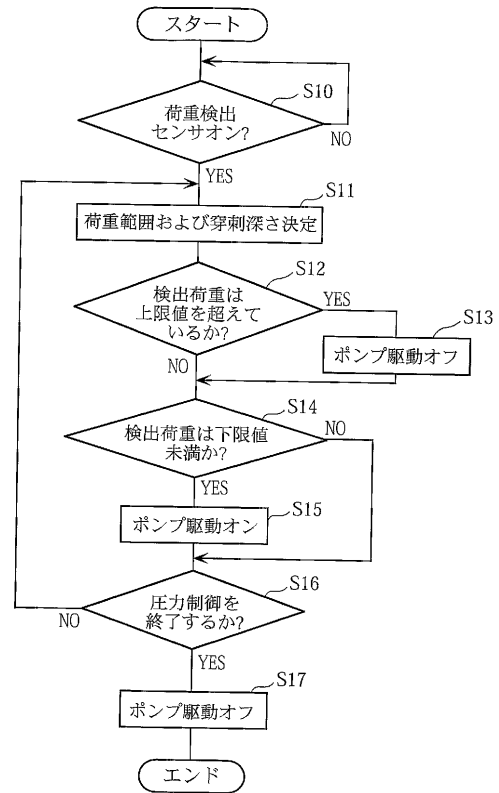 スタート
S10
荷重検出
センサオン?
NO
YES
S11
荷重範囲および穿刺深さ決定
S12
検出荷重は
上限値を超えて
いるか?
YES
S13
ポンプ駆動オフ
NO
S14
検出荷重は下限値
未満か?
NO
YES
S15
ポンプ駆動オン
S16
圧力制御を
終了するか?
NO
YES
S17
ポンプ駆動オフ
エンド